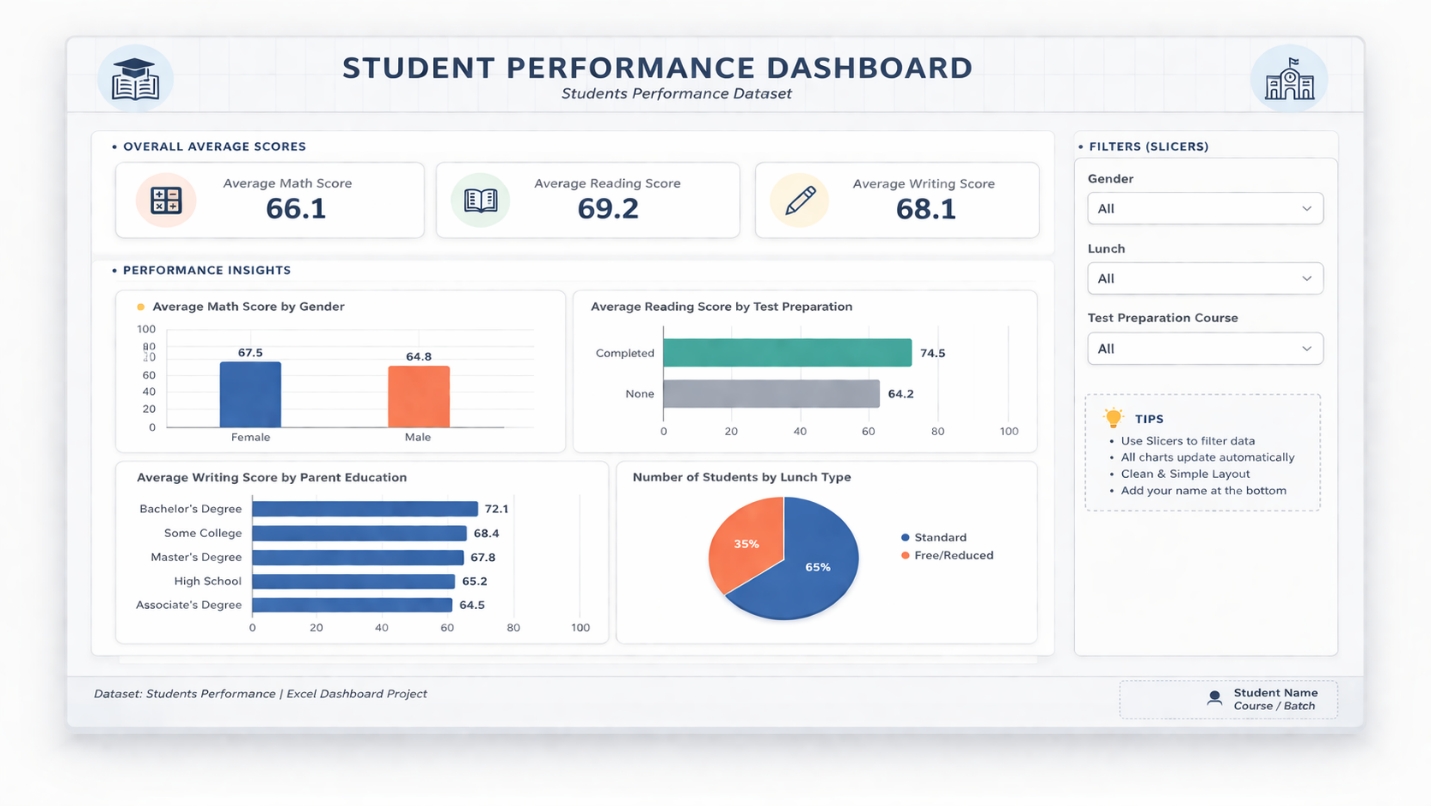 STUDENT PERFORMANCE DASHBOARD
Students Performance Dataset
• OVERALL AVERAGE SCORES
Average Math Score
66.1
Average Reading Score
69.2
Average Writing Score
68.1
• PERFORMANCE INSIGHTS
Average Math Score by Gender
100
60
40
20
0
67.5
64.8
Female
Male
Average Reading Score by Test Preparation
Completed
74.5
None
64.2
0 20 40 60 80 100
Average Writing Score by Parent Education
Bachelor's Degree 72.1
Some College 68.4
Master's Degree 67.8
High School 65.2
Associate's Degree 64.5
0 20 40 60 80 100
Number of Students by Lunch Type
35%
65%
Standard
Free/Reduced
• FILTERS (SLICERS)
Gender
All
Lunch
All
Test Preparation Course
All
TIPS
• Use Slicers to filter data
• All charts update automatically
• Clean & Simple Layout
• Add your name at the bottom
Dataset: Students Performance | Excel Dashboard Project
Student Name
Course / Batch